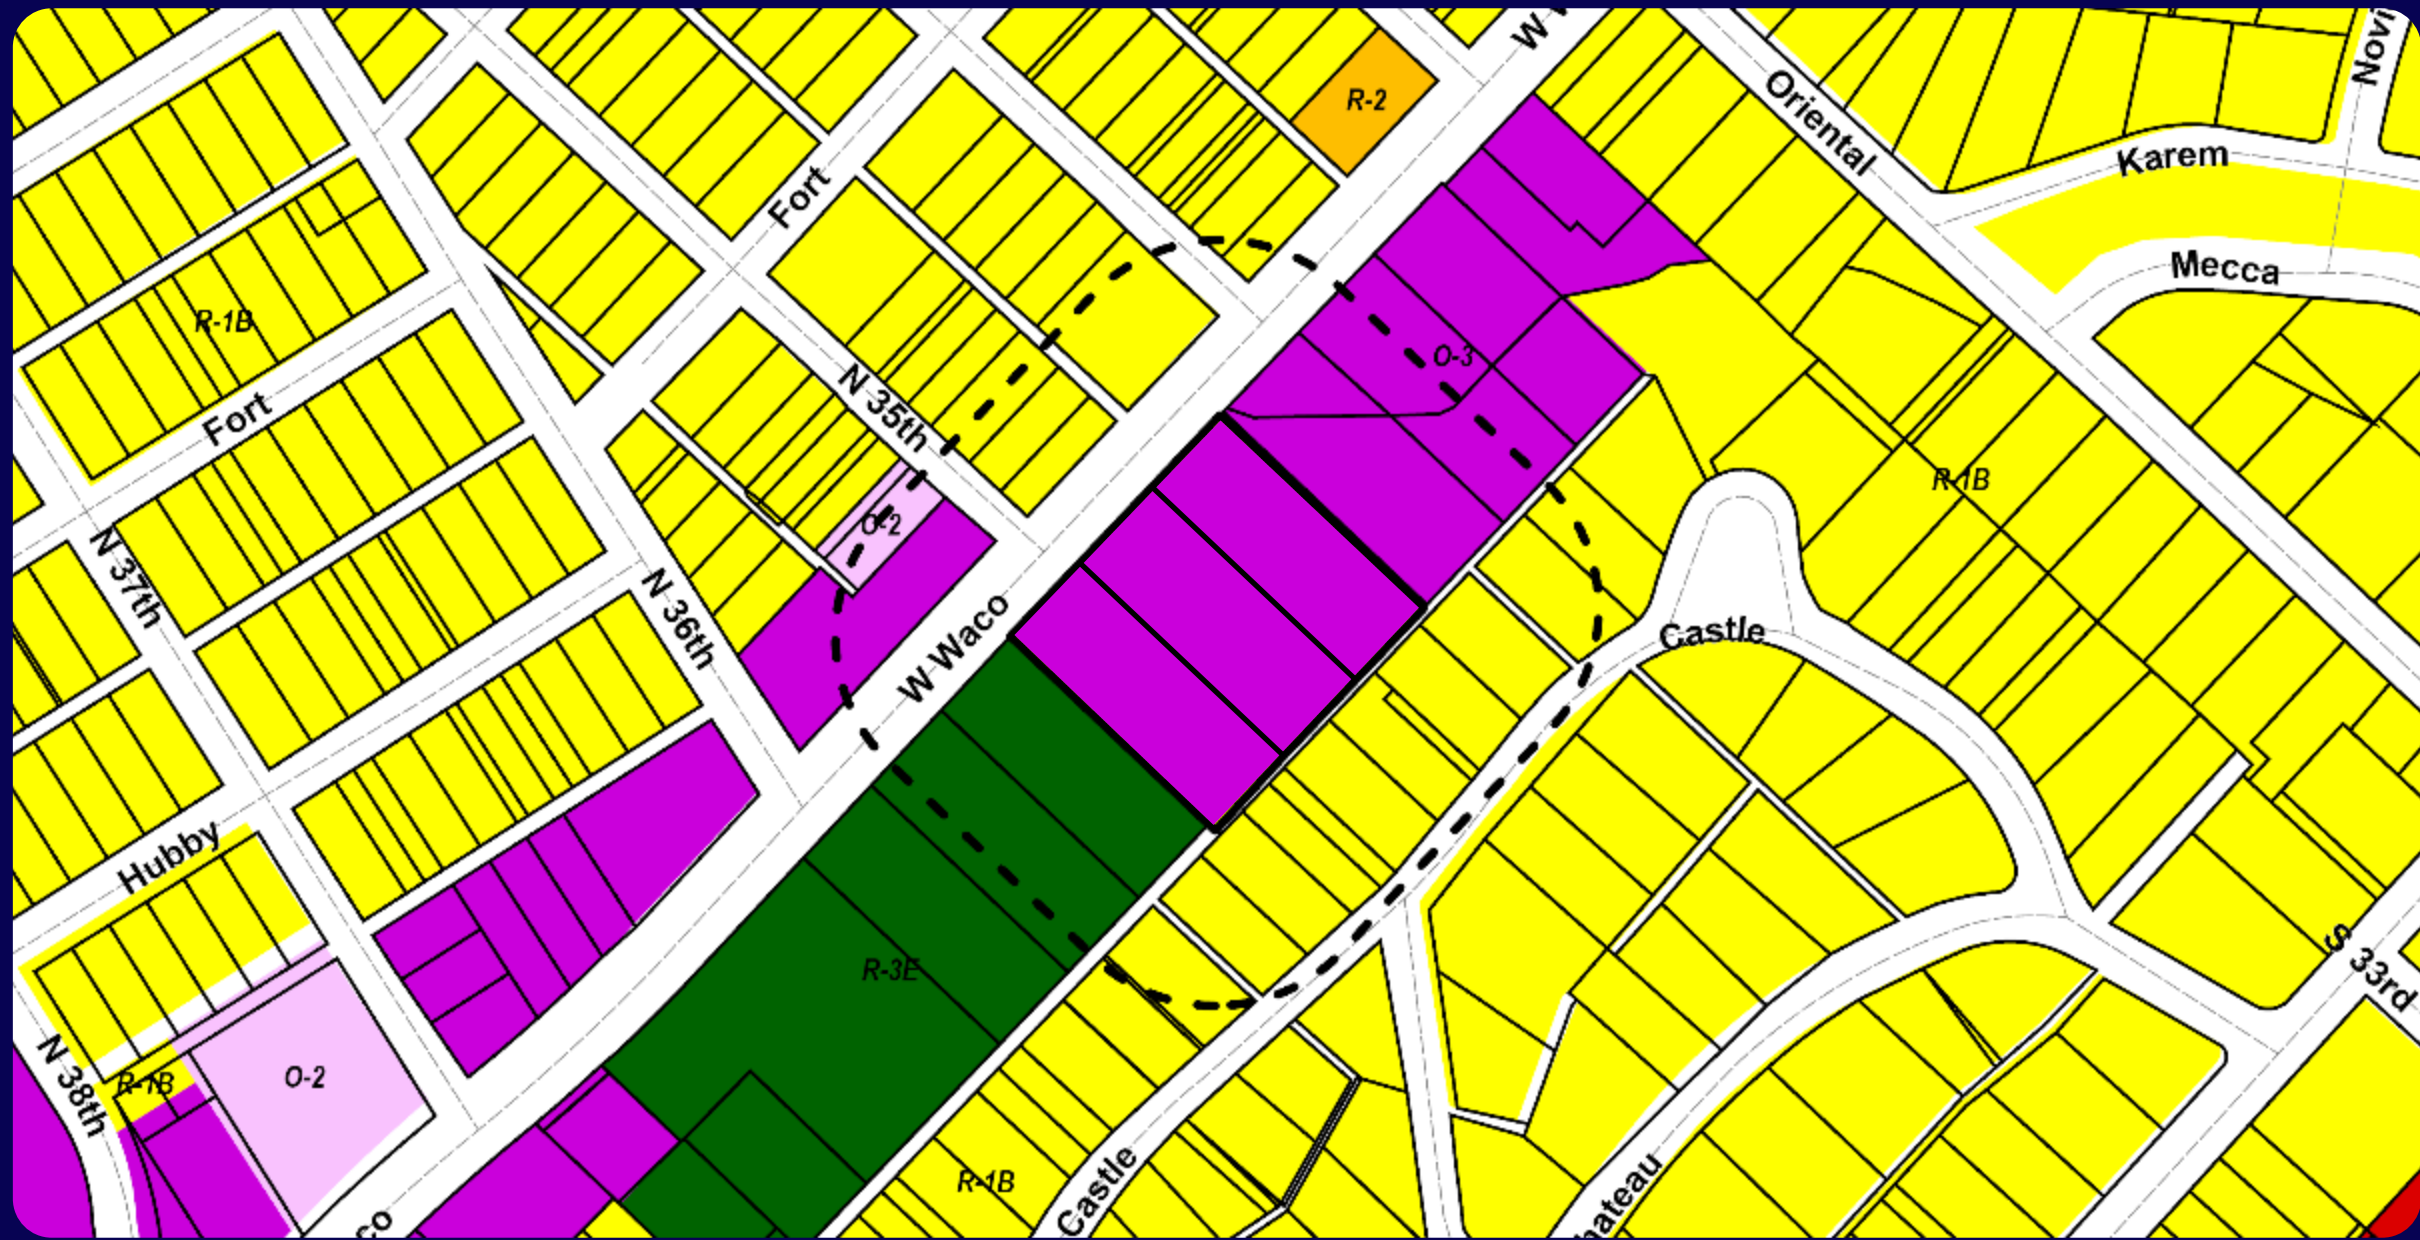 W W
Novi
R-2
Oriental
Karem
Fort
Mecca
R-1B
O-3
N 35th
Fort
R-1B
O-2
N 37th
N 36th
W Waco
Castle
Hubby
S 33rd
R-3E
N 38th
R-1B
O-2
R-1B
Castle
hateau
co